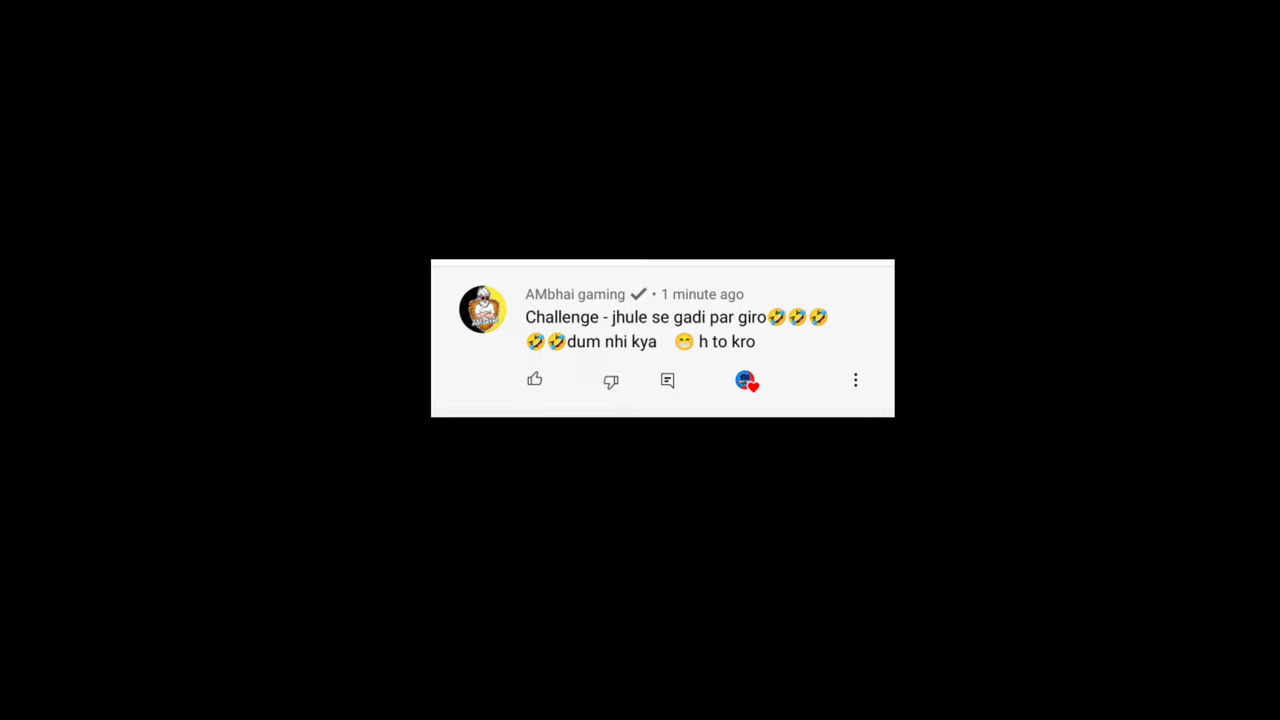 AMbhai gaming ✔ • 1 minute ago
Challenge - jhule se gadi par giro🤣🤣🤣
🤣🤣dum nhi kya 😁 h to kro